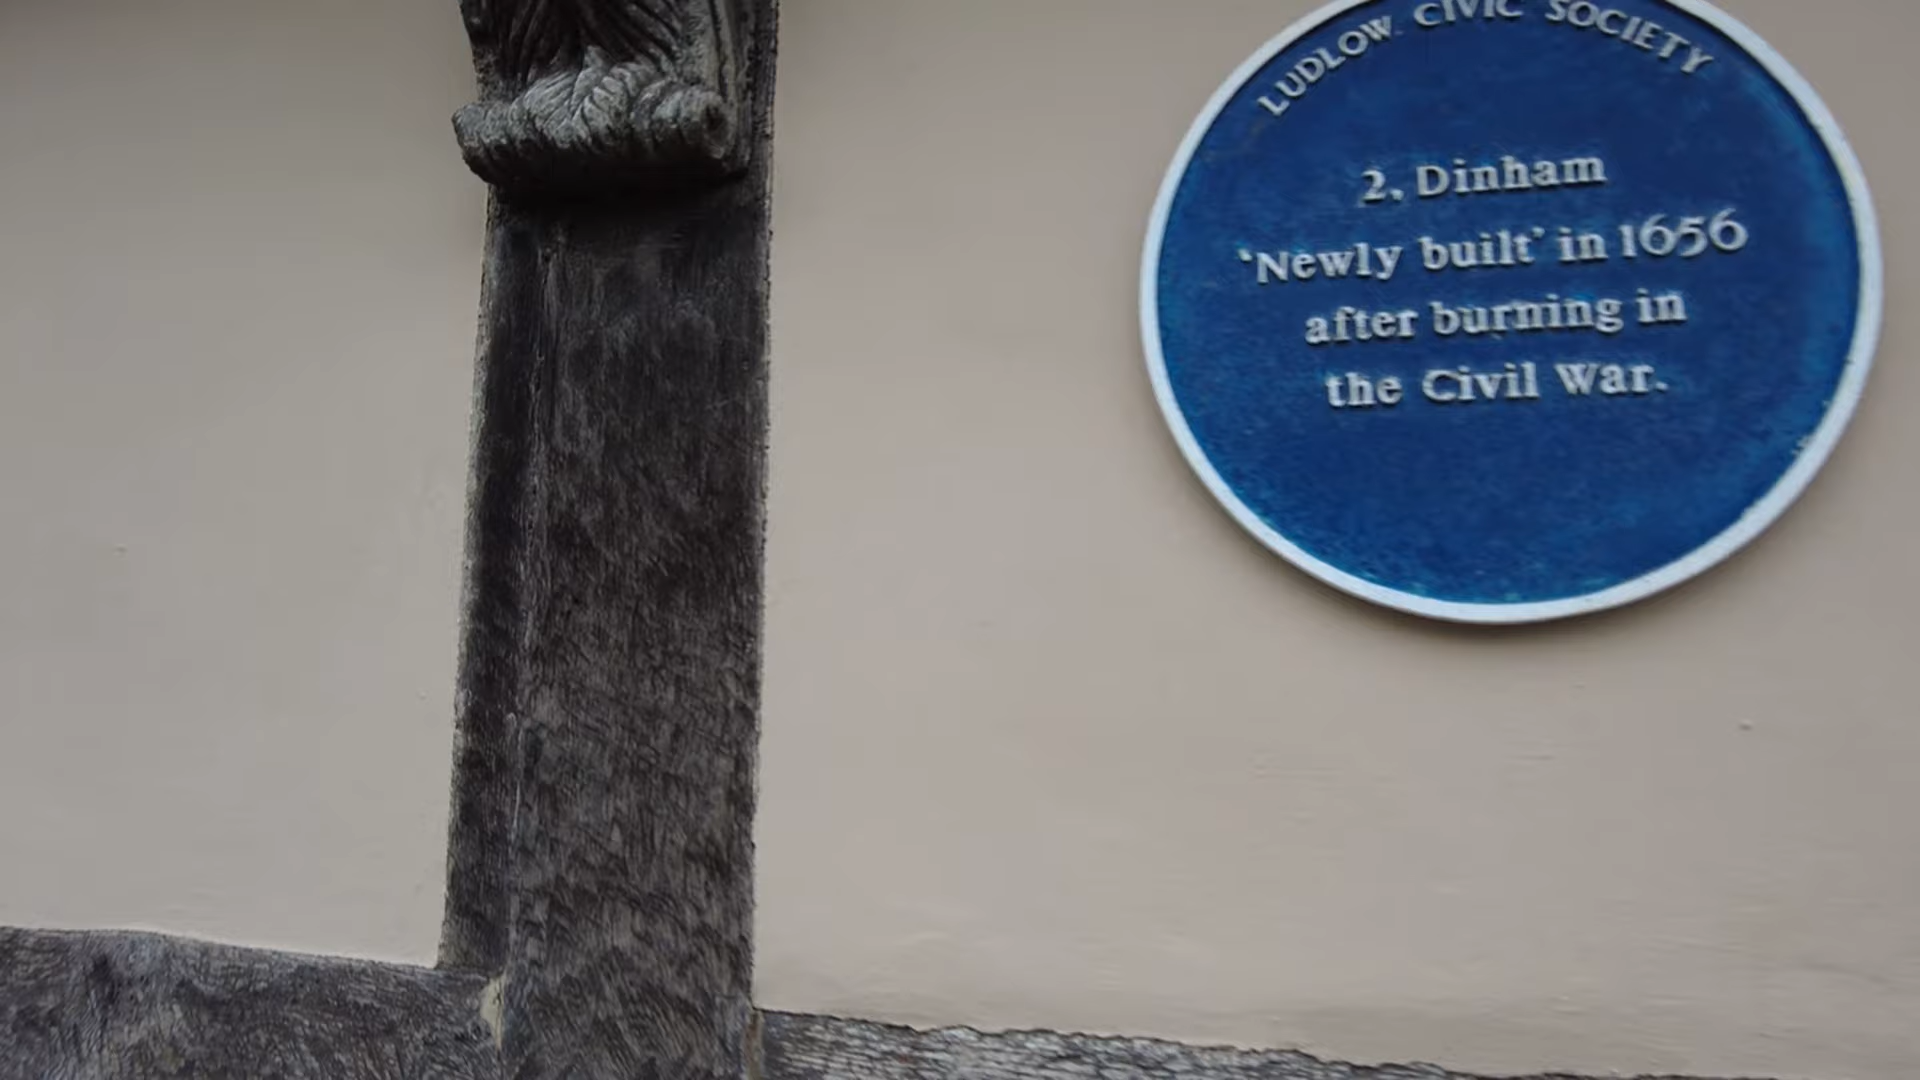 LUDLOW CIVIC SOCIETY
2, Dinham
'Newly built' in 1656
after burning in
the Civil War.